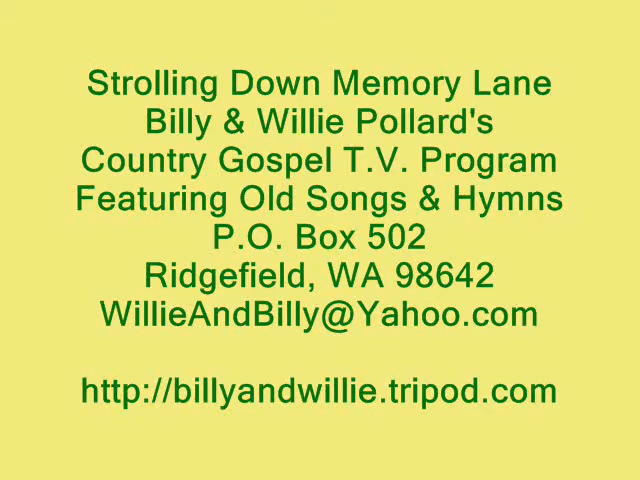 Strolling Down Memory Lane
Billy & Willie Pollard's
Country Gospel T.V. Program
Featuring Old Songs & Hymns
P.O. Box 502
Ridgefield, WA 98642
WillieAndBilly@Yahoo.com
http://billyandwillie.tripod.com